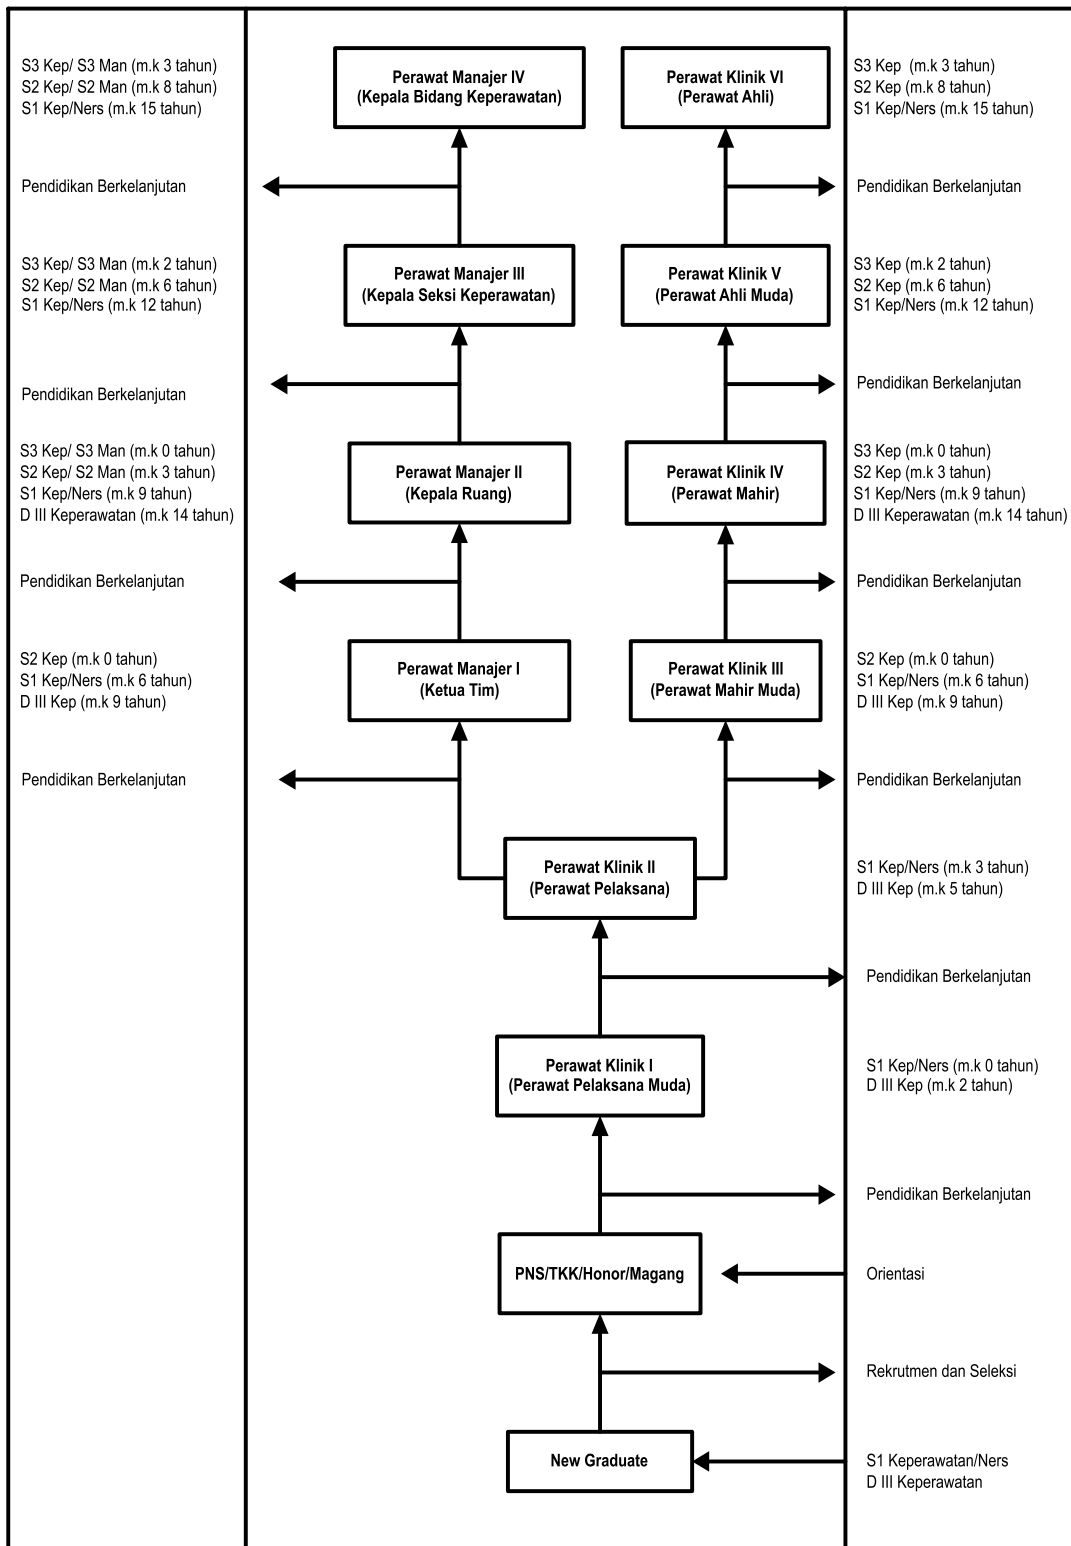 S3 Kep/ S3 Man (m.k 3 tahun)
S2 Kep/ S2 Man (m.k 8 tahun)
S1 Kep/Ners (m.k 15 tahun)
Perawat Manajer IV
(Kepala Bidang Keperawatan)
Perawat Klinik VI
(Perawat Ahli)
S3 Kep  (m.k 3 tahun)
S2 Kep (m.k 8 tahun)
S1 Kep/Ners (m.k 15 tahun)
Pendidikan Berkelanjutan
Pendidikan Berkelanjutan
S3 Kep/ S3 Man (m.k 2 tahun)
S2 Kep/ S2 Man (m.k 6 tahun)
S1 Kep/Ners (m.k 12 tahun)
Perawat Manajer III
(Kepala Seksi Keperawatan)
Perawat Klinik V
(Perawat Ahli Muda)
S3 Kep (m.k 2 tahun)
S2 Kep (m.k 6 tahun)
S1 Kep/Ners (m.k 12 tahun)
Pendidikan Berkelanjutan
Pendidikan Berkelanjutan
S3 Kep/ S3 Man (m.k 0 tahun)
S2 Kep/ S2 Man (m.k 3 tahun)
S1 Kep/Ners (m.k 9 tahun)
D III Keperawatan (m.k 14 tahun)
Perawat Manajer II
(Kepala Ruang)
Perawat Klinik IV
(Perawat Mahir)
S3 Kep (m.k 0 tahun)
S2 Kep (m.k 3 tahun)
S1 Kep/Ners (m.k 9 tahun)
D III Keperawatan (m.k 14 tahun)
Pendidikan Berkelanjutan
Pendidikan Berkelanjutan
S2 Kep (m.k 0 tahun)
S1 Kep/Ners (m.k 6 tahun)
D III Kep (m.k 9 tahun)
Perawat Manajer I
(Ketua Tim)
Perawat Klinik III
(Perawat Mahir Muda)
S2 Kep (m.k 0 tahun)
S1 Kep/Ners (m.k 6 tahun)
D III Kep (m.k 9 tahun)
Pendidikan Berkelanjutan
Pendidikan Berkelanjutan
Perawat Klinik II
(Perawat Pelaksana)
S1 Kep/Ners (m.k 3 tahun)
D III Kep (m.k 5 tahun)
Pendidikan Berkelanjutan
Perawat Klinik I
(Perawat Pelaksana Muda)
S1 Kep/Ners (m.k 0 tahun)
D III Kep (m.k 2 tahun)
Pendidikan Berkelanjutan
PNS/TKK/Honor/Magang
Orientasi
Rekrutmen dan Seleksi
New Graduate
S1 Keperawatan/Ners
D III Keperawatan